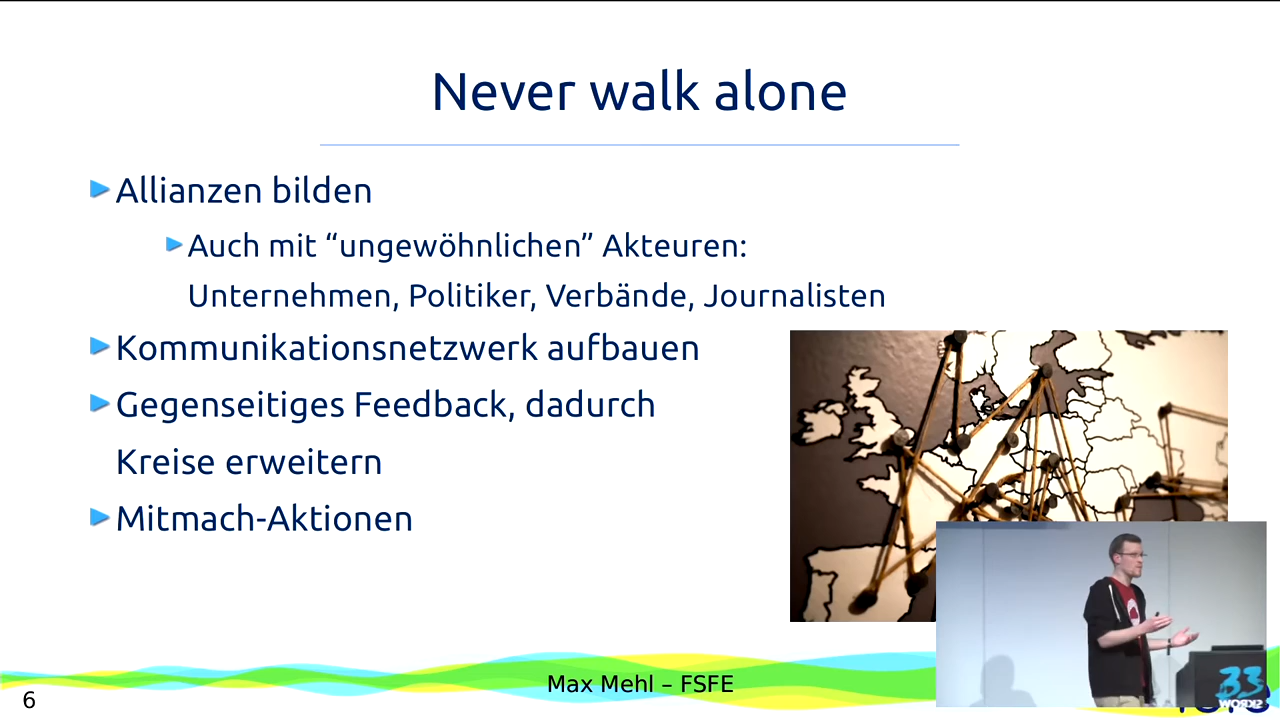 Never walk alone
Allianzen bilden
Auch mit “ungewöhnlichen” Akteuren:
Unternehmen, Politiker, Verbände, Journalisten
Kommunikationsnetzwerk aufbauen
Gegenseitiges Feedback, dadurch
Kreise erweitern
Mitmach-Aktionen
Max Mehl – FSFE
6